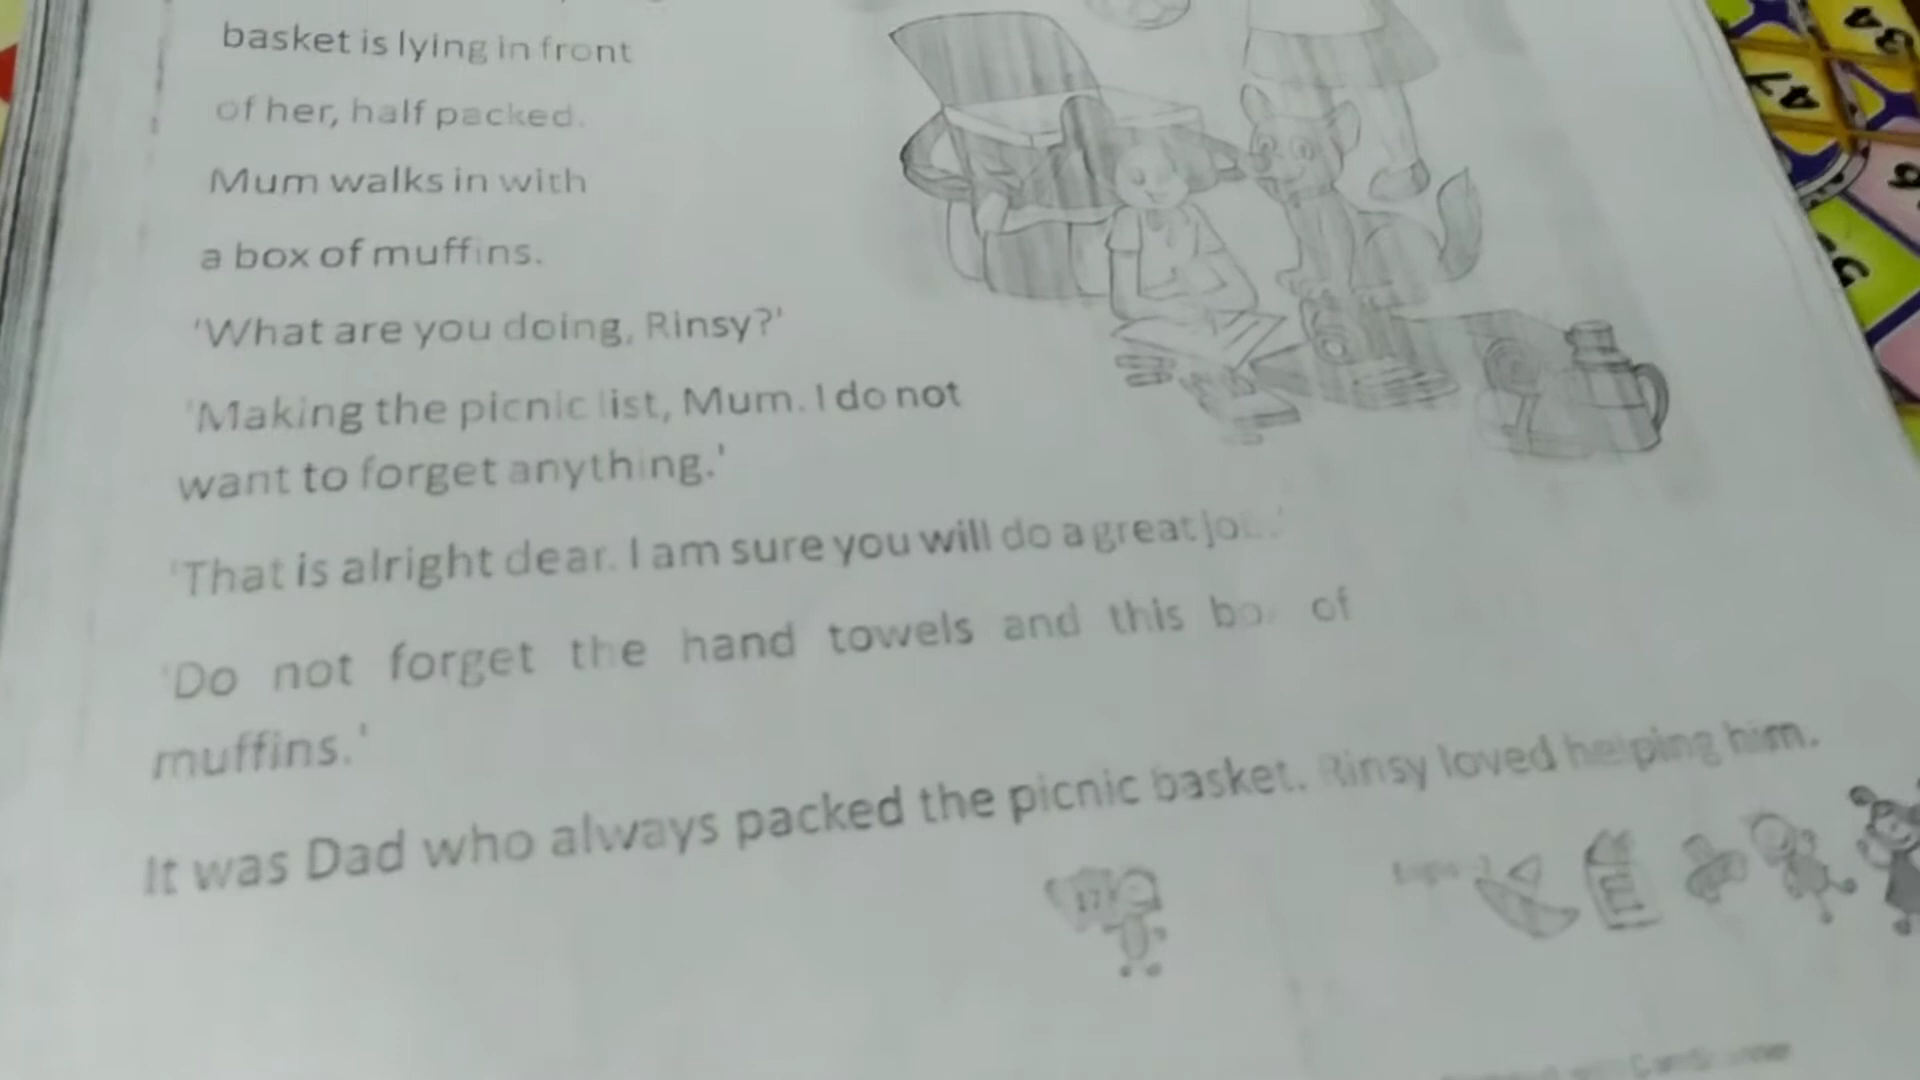 basket is lying in front
of her, half packed.
Mum walks in with
a box of muffins.
'What are you doing, Rinsy?'
'Making the picnic list, Mum. I do not
want to forget anything.'
'That is alright dear. I am sure you will do a great
'Do not forget the hand towels and this of
muffins.'
It was Dad who always packed the picnic basket. Rinsy loved helping him.
17